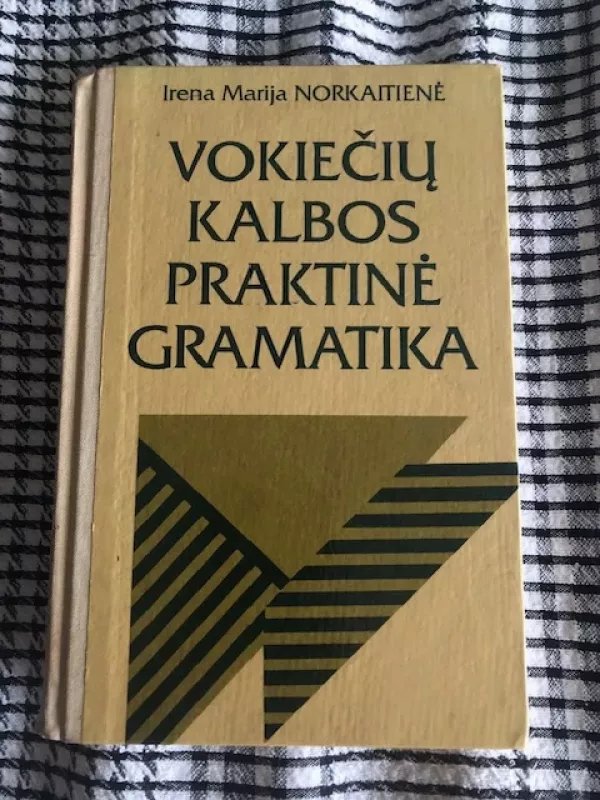 Irena Marija NORKAITIENĖ
VOKIEČIŲ
KALBOS
PRAKTINĖ
GRAMATIKA